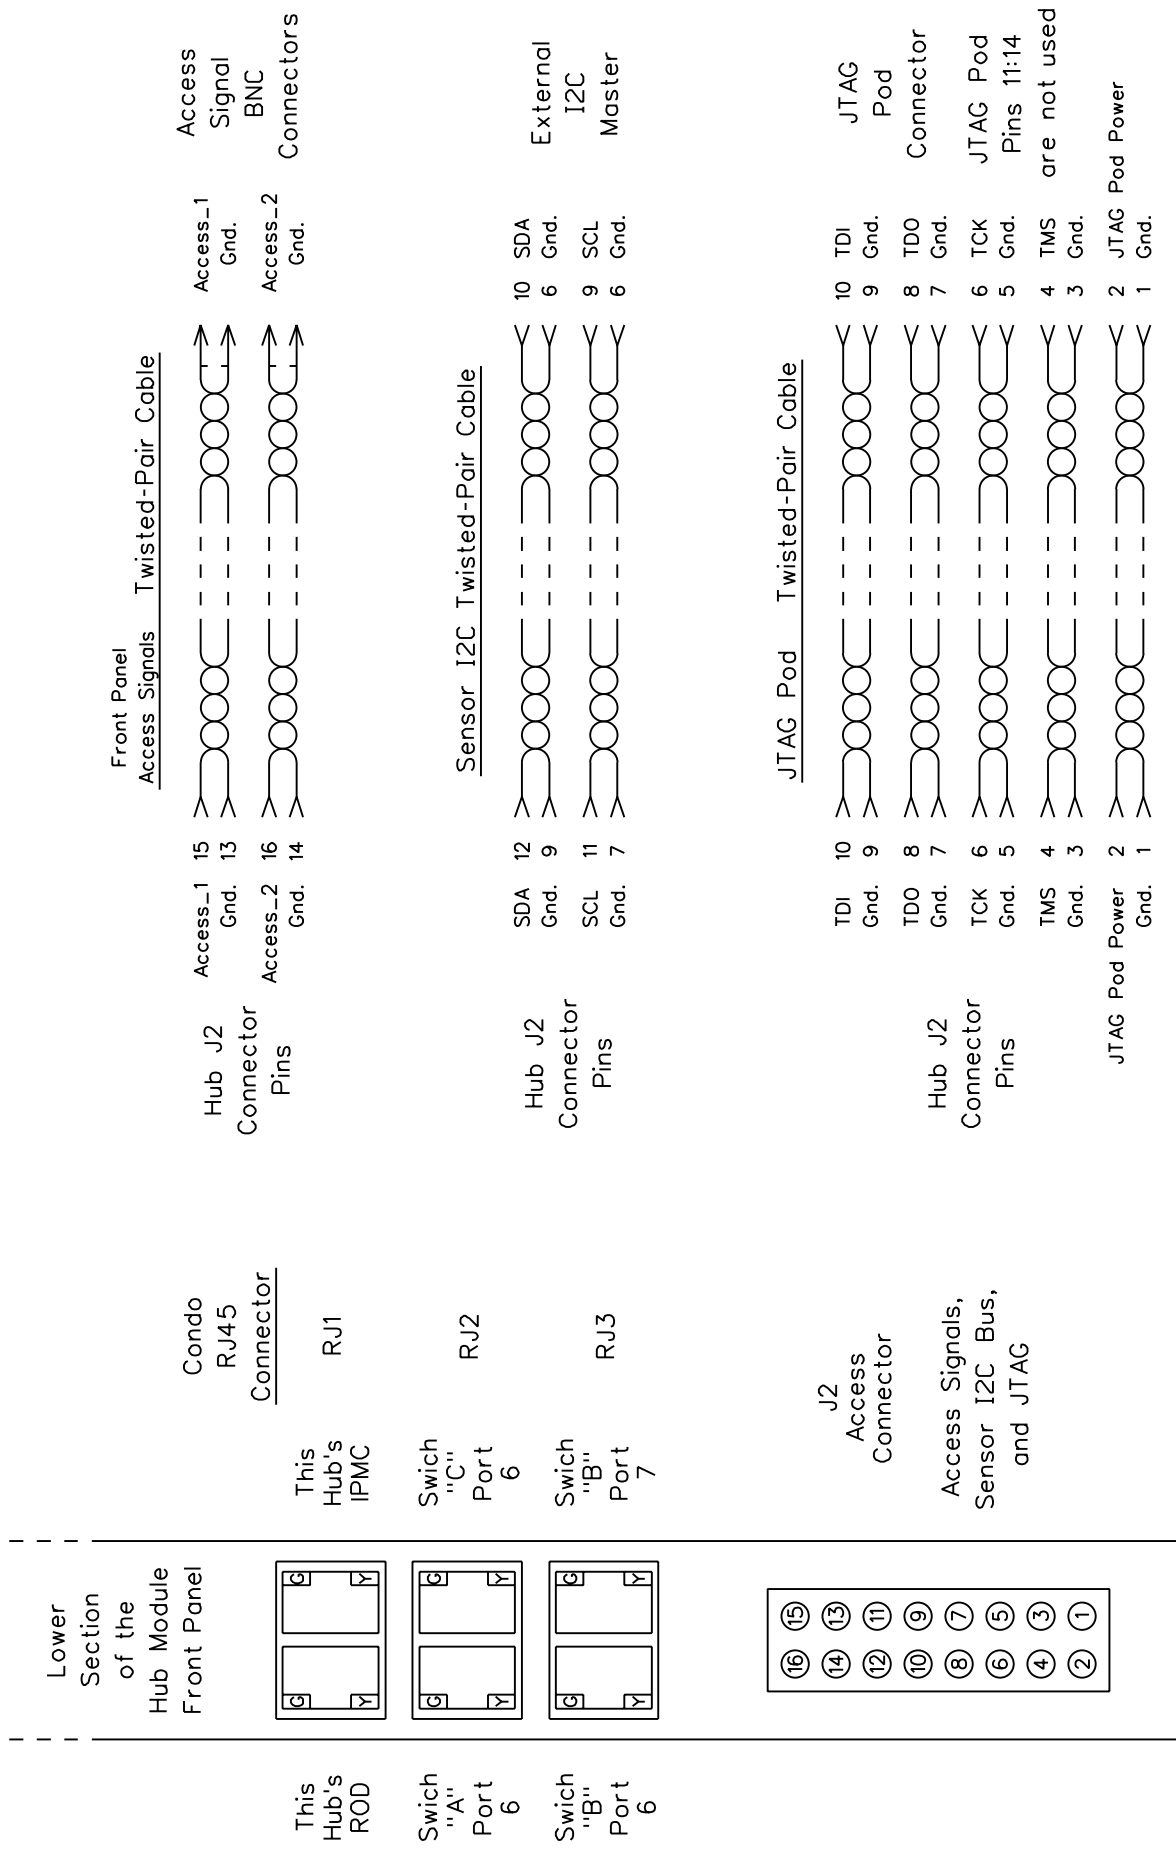 Lower
Section
of the
Hub Module
Front Panel
This
Hub's
ROD
G
Y
G
Y
This
Hub's
IPMC
Condo
RJ45
Connector
RJ1
Swich
"A"
Port
6
G
Y
G
Y
Swich
"C"
Port
6
RJ2
Swich
"B"
Port
6
G
Y
G
Y
Swich
"B"
Port
7
RJ3
16 15
14 13
12 11
10 9
8 7
6 5
4 3
2 1
J2
Access
Connector
Access Signals,
Sensor I2C Bus,
and JTAG
Front Panel
Access Signals Twisted-Pair Cable
Hub J2
Connector
Pins
Access_1 15 Access_1
Gnd. 13 Gnd.
Access_2 16 Access_2
Gnd. 14 Gnd.
Access
Signal
BNC
Connectors
Sensor I2C Twisted-Pair Cable
Hub J2
Connector
Pins
SDA 12 10 SDA
Gnd. 9 6 Gnd.
SCL 11 9 SCL
Gnd. 7 6 Gnd.
External
I2C
Master
JTAG Pod Twisted-Pair Cable
Hub J2
Connector
Pins
TDI 10 10 TDI
Gnd. 9 9 Gnd.
TDO 8 8 TDO
Gnd. 7 7 Gnd.
TCK 6 6 TCK
Gnd. 5 5 Gnd.
TMS 4 4 TMS
Gnd. 3 3 Gnd.
JTAG Pod Power 2 2 JTAG Pod Power
Gnd. 1 1 Gnd.
JTAG
Pod
Connector
JTAG Pod
Pins 11:14
are not used